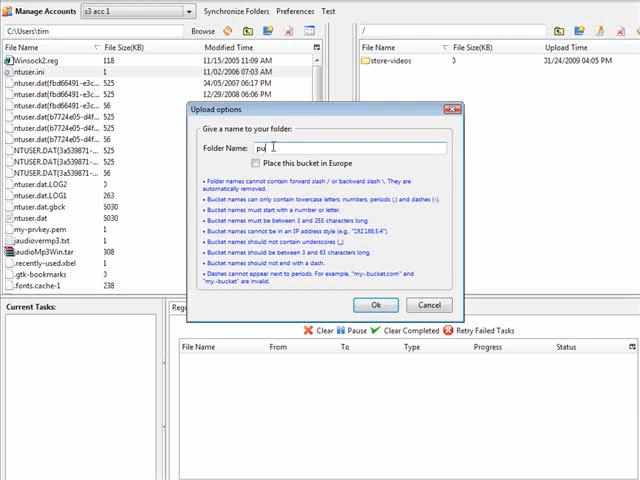 Manage Accounts s3 acc.1 Synchronize Folders Preferences Test
C:\Users\tim Browse /
File Name File Size(KB) File Name File Size(KB) Upload Time
Winsock2.reg 118 11/15/2005 11:09 AM store-videos 0 01/24/2009 04:05 PM
ntuser.ini 1 11/02/2006 07:03 AM
ntuser.dat{fbd66491-e3c... 525 04/05/2007 06:17 PM
ntuser.dat{fbd66491-e3c... 525 12/29/2008 06:06 PM
ntuser.dat{fbd66491-e3c... 56
ntuser.dat{b7724e05-d4f... 525
ntuser.dat{b7724e05-d4f... 525
ntuser.dat{b7724e05-d4f... 56
NTUSER.DAT{3a539871-... 525
NTUSER.DAT{3a539871-... 525
NTUSER.DAT{3a539871-... 56
ntuser.dat.LOG2 0
ntuser.dat.LOG1 263
ntuser.dat.gbck 5030
ntuser.dat 5030
my-prvkey.pem 1
jaudiovermp3.txt 1
jaudioMp3Win.tar 308
.recently-used.xbel 1
.gtk-bookmarks 0
.fonts.cache-1 238
Upload options
Give a name to your folder:
Folder Name: pu
Place this bucket in Europe
• Folder names cannot contain forward slash / or backward slash \. They are
automatically removed.
• Bucket names can only contain lowercase letters, numbers, periods (.) and dashes (-).
• Bucket names must start with a number or letter.
• Bucket names must be between 3 and 255 characters long.
• Bucket names cannot be in an IP address style (e.g., "192.168.5.4").
• Bucket names should not contain underscores (_).
• Bucket names should be between 3 and 63 characters long.
• Bucket names should not end with a dash.
• Dashes cannot appear next to periods. For example, "my-.bucket.com" and
"my.-bucket" are invalid.
Ok Cancel
Current Tasks:
Clear Pause Clear Completed Retry Failed Tasks
File Name From To Type Progress Status